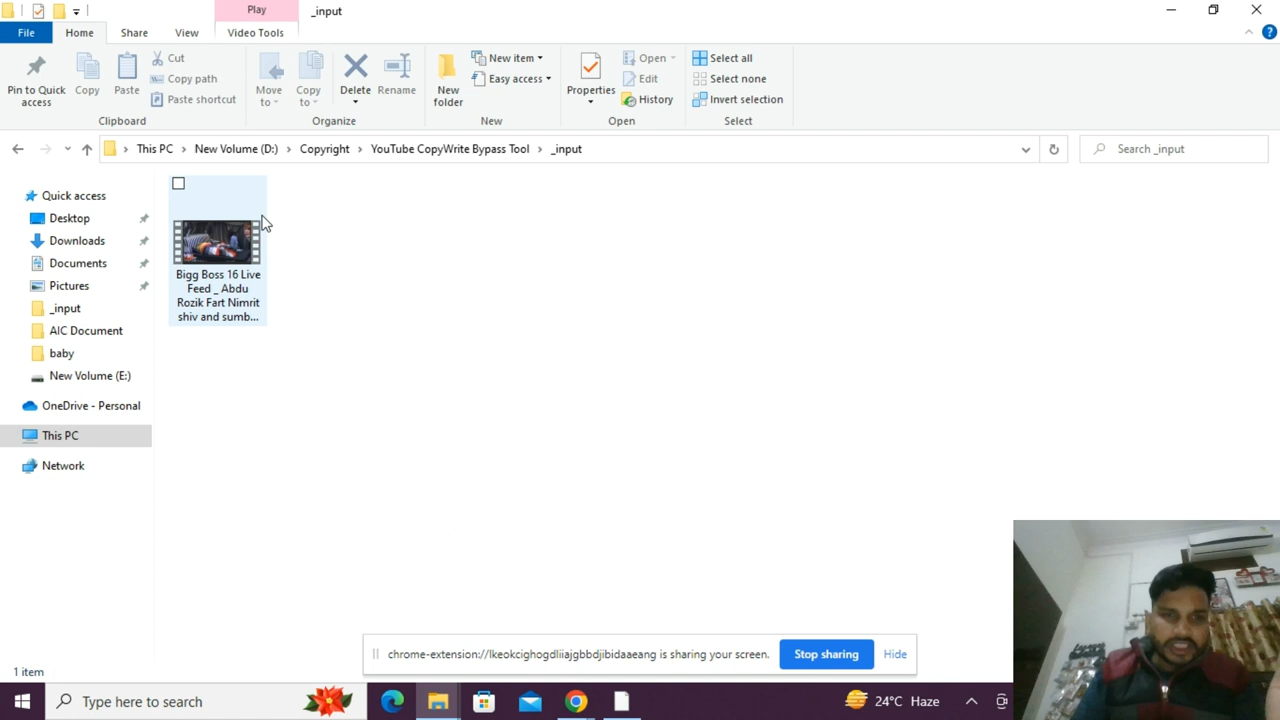 Play
_input
File
Home
Share
View
Video Tools
Pin to Quick access
Copy
Paste
Cut
Copy path
Paste shortcut
Clipboard
Move to
Copy to
Delete
Rename
Organize
New folder
New item
Easy access
New
Properties
Open
Edit
History
Open
Select all
Select none
Invert selection
Select
This PC > New Volume (D:) > Copyright > YouTube CopyWrite Bypass Tool > _input
Search _input
Quick access
Desktop
Downloads
Documents
Pictures
_input
AIC Document
baby
New Volume (E:)
OneDrive - Personal
This PC
Network
Bigg Boss 16 Live
Feed _ Abdu
Rozik Fart Nimrit
shiv and sumb...
chrome-extension://lkeokcighogdliiajgbbdjibidaaeang is sharing your screen.
Stop sharing
Hide
1 item
Type here to search
24°C Haze